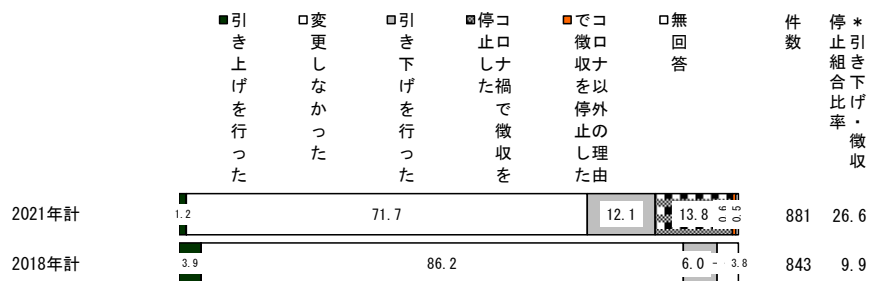 ■引き上げを行った
□変更しなかった
■引き下げを行った
停止した
コロナ禍で徴収を
■で徴収を停止した
コロナ以外の理由
□無回答
件数
停止組合比率
*引き下げ・徴収
2021年計 1.2 71.7 12.1 13.8 0.6 0.5 881 26.6
2018年計 3.9 86.2 6.0 - - 3.8 843 9.9